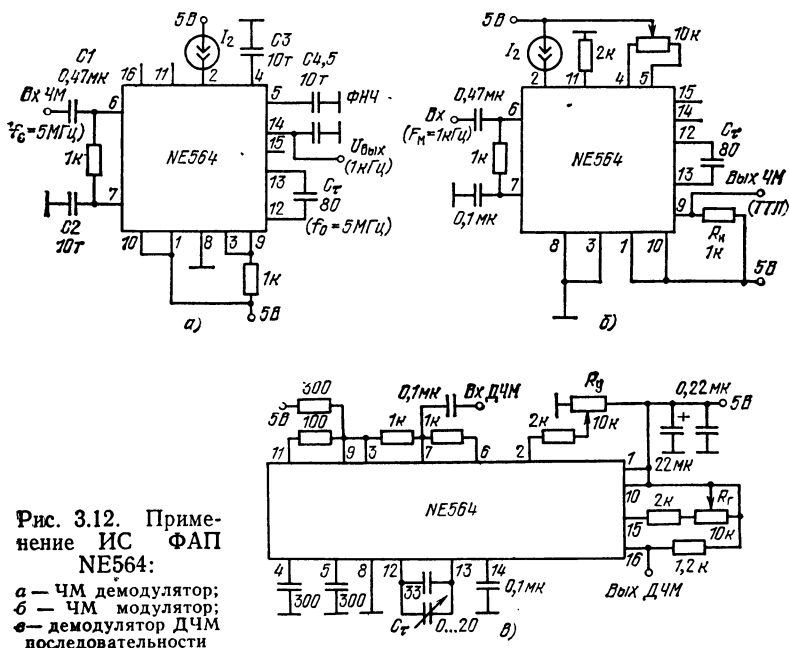 5В
I₂
C3
10т
C4,5
10т
C1
0,47мк
Вх ЧМ
16
11
2
4
5
ФНЧ
6
14
Uвых
(1кГц)
15
1к
NE564
13
Cτ
80
(f₀=5МГц)
7
12
C2
10т
10
1
8
3
9
1к
5В
а)
5В
I₂
2к
10к
2
11
4
5
0,47мк
Вх
(Fм=1кГц)
6
15
14
12
Cτ
80
1к
NE564
13
Вых ЧМ
(ТТЛ)
7
9
0,1мк
Rн
1к
8
3
1
10
5В
б)
300
5В
100
0,1мк
Вх ДЧМ
1к
1к
2к
10к
0,22мк
5В
+
22мк
11
9
3
7
6
2
1
10
NE564
15
2к
Rг
10к
16
1,2к
Вых ДЧМ
4
5
8
12
13
14
300
300
33
0,1мк
Cτ
0...20
в)
Рис. 3.12. Приме-
нение ИС ФАП
NE564:
а — ЧМ демодулятор;
б — ЧМ модулятор;
в — демодулятор ДЧМ
последовательности